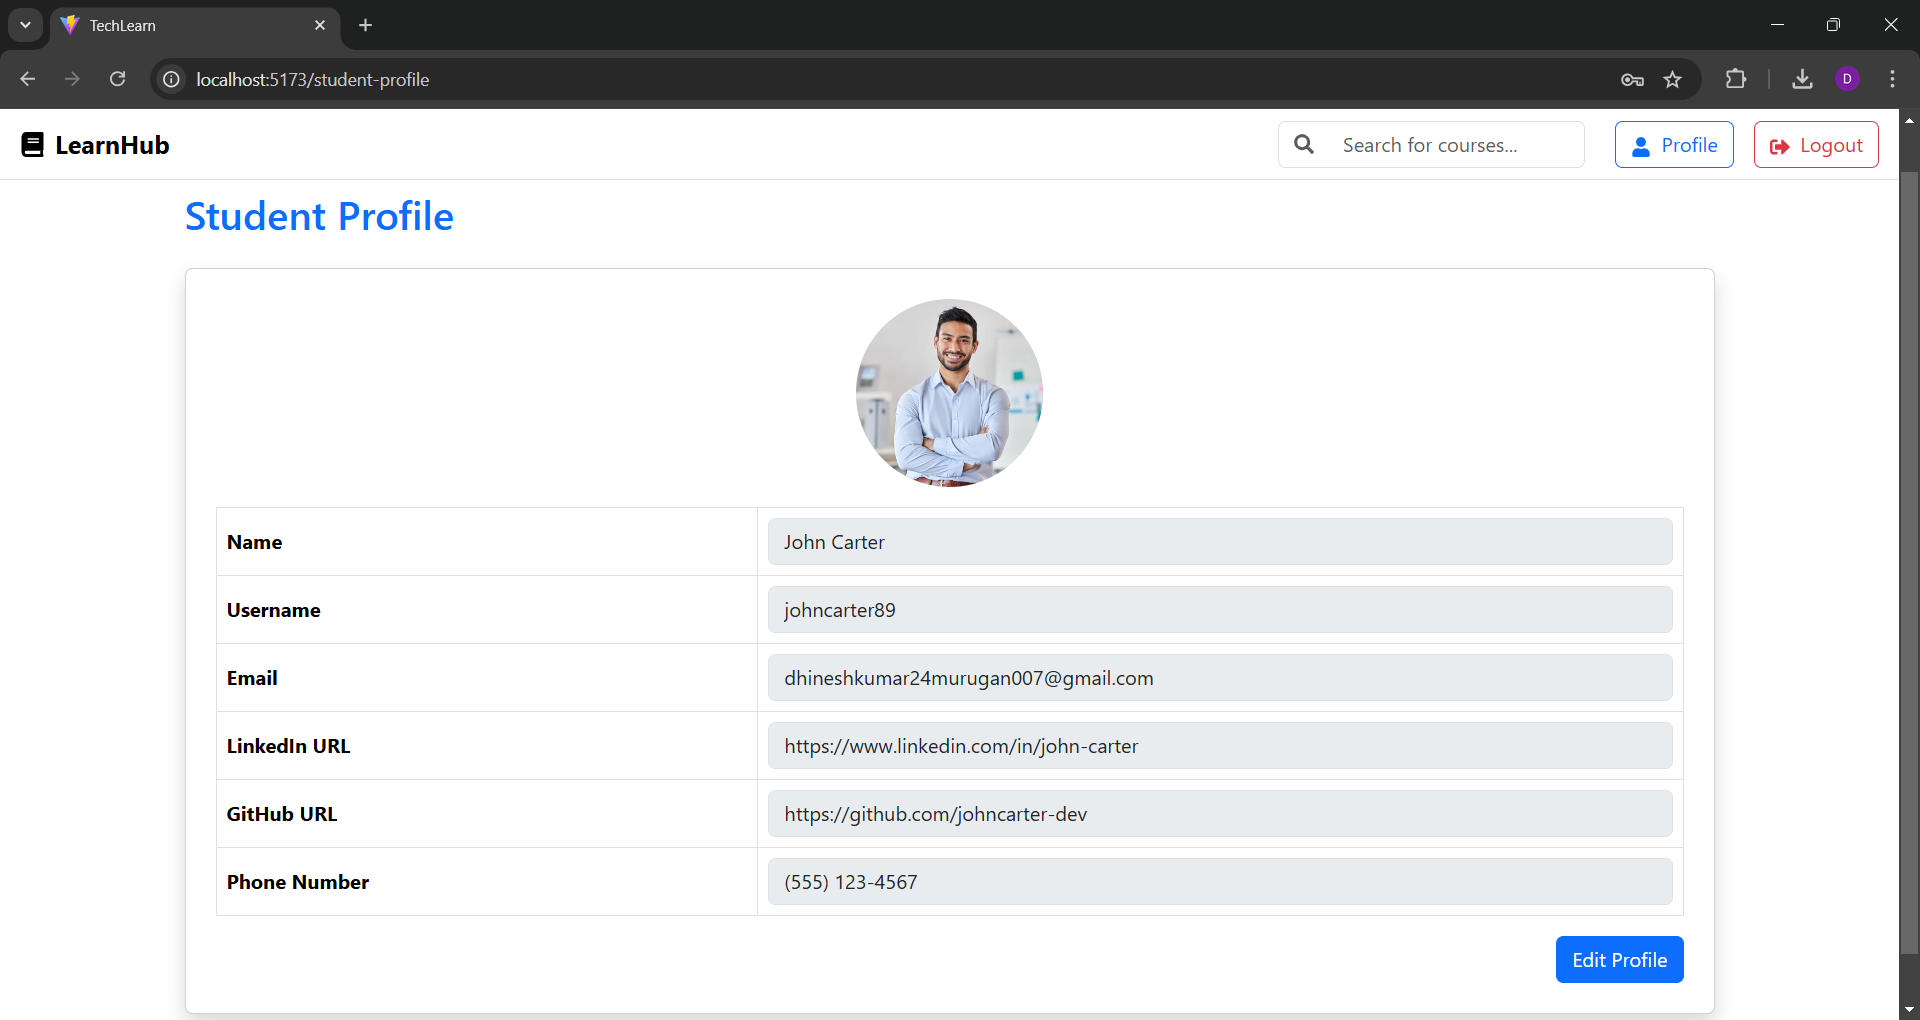 TechLearn
localhost:5173/student-profile
D
LearnHub
Search for courses...
Profile
Logout
Student Profile
Name
John Carter
Username
johncarter89
Email
dhineshkumar24murugan007@gmail.com
LinkedIn URL
https://www.linkedin.com/in/john-carter
GitHub URL
https://github.com/johncarter-dev
Phone Number
(555) 123-4567
Edit Profile